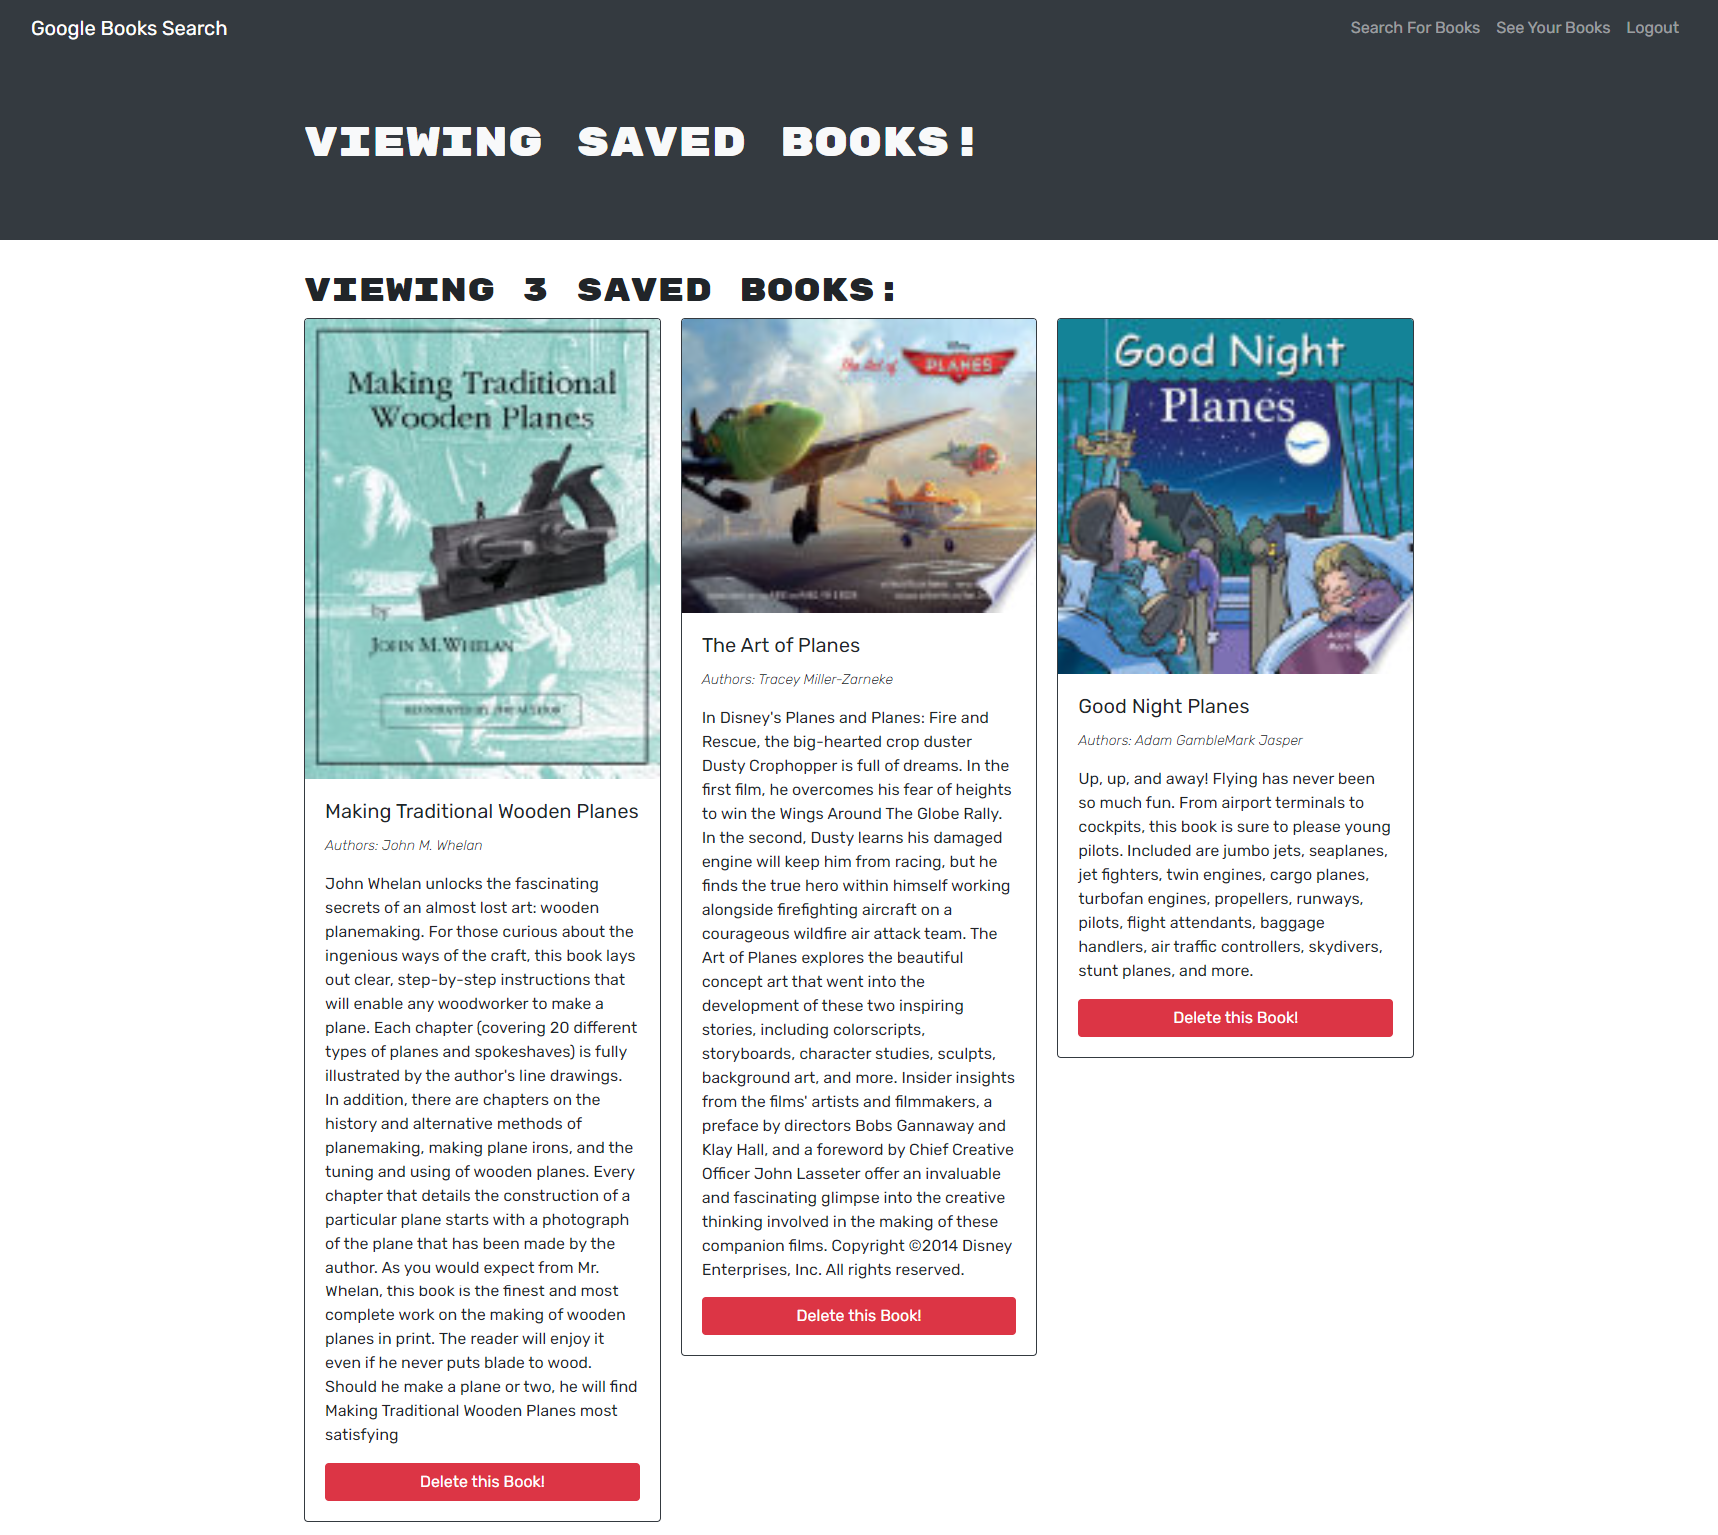 Google Books Search
Search For Books See Your Books Logout
VIEWING SAVED BOOKS!
VIEWING 3 SAVED BOOKS:
Making Traditional
Wooden Planes
by
JOHN M. WHELAN
ILLUSTRATED BY THE AUTHOR
Making Traditional Wooden Planes
Authors: John M. Whelan
John Whelan unlocks the fascinating
secrets of an almost lost art: wooden
planemaking. For those curious about the
ingenious ways of the craft, this book lays
out clear, step-by-step instructions that
will enable any woodworker to make a
plane. Each chapter (covering 20 different
types of planes and spokeshaves) is fully
illustrated by the author's line drawings.
In addition, there are chapters on the
history and alternative methods of
planemaking, making plane irons, and the
tuning and using of wooden planes. Every
chapter that details the construction of a
particular plane starts with a photograph
of the plane that has been made by the
author. As you would expect from Mr.
Whelan, this book is the finest and most
complete work on the making of wooden
planes in print. The reader will enjoy it
even if he never puts blade to wood.
Should he make a plane or two, he will find
Making Traditional Wooden Planes most
satisfying
Delete this Book!
Disney
The Art of PLANES
The Art of Planes
Authors: Tracey Miller-Zarneke
In Disney's Planes and Planes: Fire and
Rescue, the big-hearted crop duster
Dusty Crophopper is full of dreams. In the
first film, he overcomes his fear of heights
to win the Wings Around The Globe Rally.
In the second, Dusty learns his damaged
engine will keep him from racing, but he
finds the true hero within himself working
alongside firefighting aircraft on a
courageous wildfire air attack team. The
Art of Planes explores the beautiful
concept art that went into the
development of these two inspiring
stories, including colorscripts,
storyboards, character studies, sculpts,
background art, and more. Insider insights
from the films' artists and filmmakers, a
preface by directors Bobs Gannaway and
Klay Hall, and a foreword by Chief Creative
Officer John Lasseter offer an invaluable
and fascinating glimpse into the creative
thinking involved in the making of these
companion films. Copyright ©2014 Disney
Enterprises, Inc. All rights reserved.
Delete this Book!
Good Night
Planes
Good Night Planes
Authors: Adam GambleMark Jasper
Up, up, and away! Flying has never been
so much fun. From airport terminals to
cockpits, this book is sure to please young
pilots. Included are jumbo jets, seaplanes,
jet fighters, twin engines, cargo planes,
turbofan engines, propellers, runways,
pilots, flight attendants, baggage
handlers, air traffic controllers, skydivers,
stunt planes, and more.
Delete this Book!